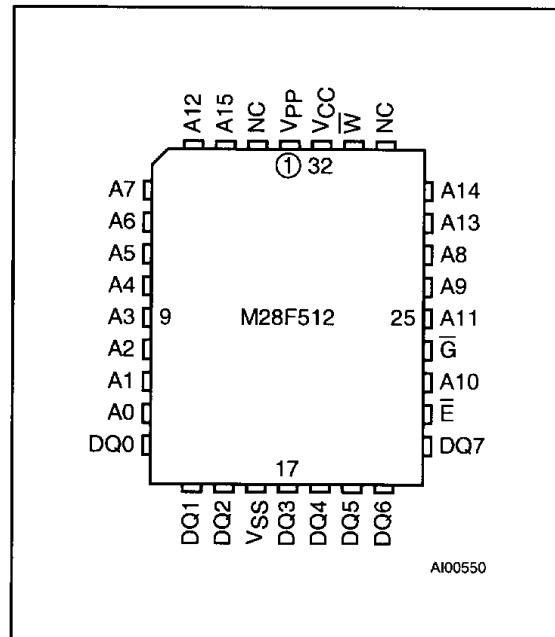 A12 A15 NC VPP VCC W̅ NC
① 32
A7 A14
A6 A13
A5 A8
A4 A9
A3 9 M28F512 25 A11
A2 G̅
A1 A10
A0 E̅
DQ0 DQ7
17
DQ1 DQ2 VSS DQ3 DQ4 DQ5 DQ6
AI00550